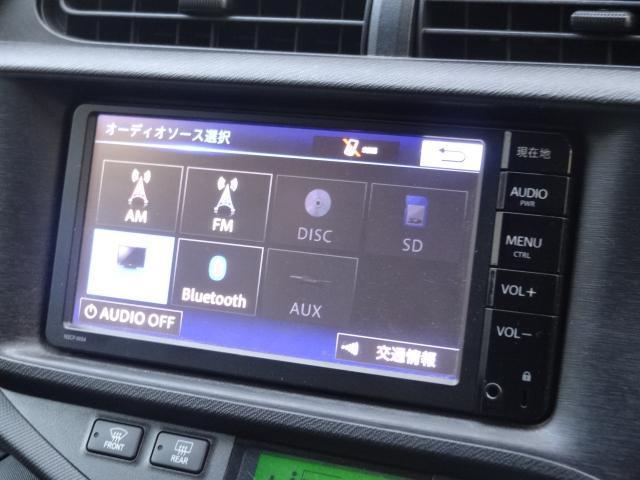 オーディオソース選択
AM
FM
DISC
SD
Bluetooth
AUX
AUDIO OFF
交通情報
現在地
AUDIO
PWR
MENU
CTRL
VOL+
VOL−
FRONT
REAR